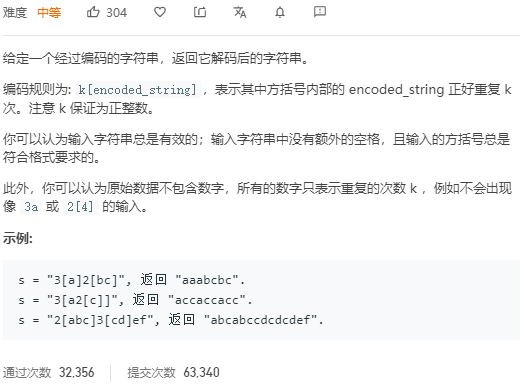 难度 中等 304
给定一个经过编码的字符串，返回它解码后的字符串。
编码规则为: k[encoded_string]，表示其中方括号内部的 encoded_string 正好重复 k
次。注意 k 保证为正整数。
你可以认为输入字符串总是有效的；输入字符串中没有额外的空格，且输入的方括号总是
符合格式要求的。
此外，你可以认为原始数据不包含数字，所有的数字只表示重复的次数 k ，例如不会出现
像 3a 或 2[4] 的输入。
示例:
s = "3[a]2[bc]", 返回 "aaabcbc".
s = "3[a2[c]]", 返回 "accaccacc".
s = "2[abc]3[cd]ef", 返回 "abcabccdcdcdef".
通过次数 32,356 提交次数 63,340